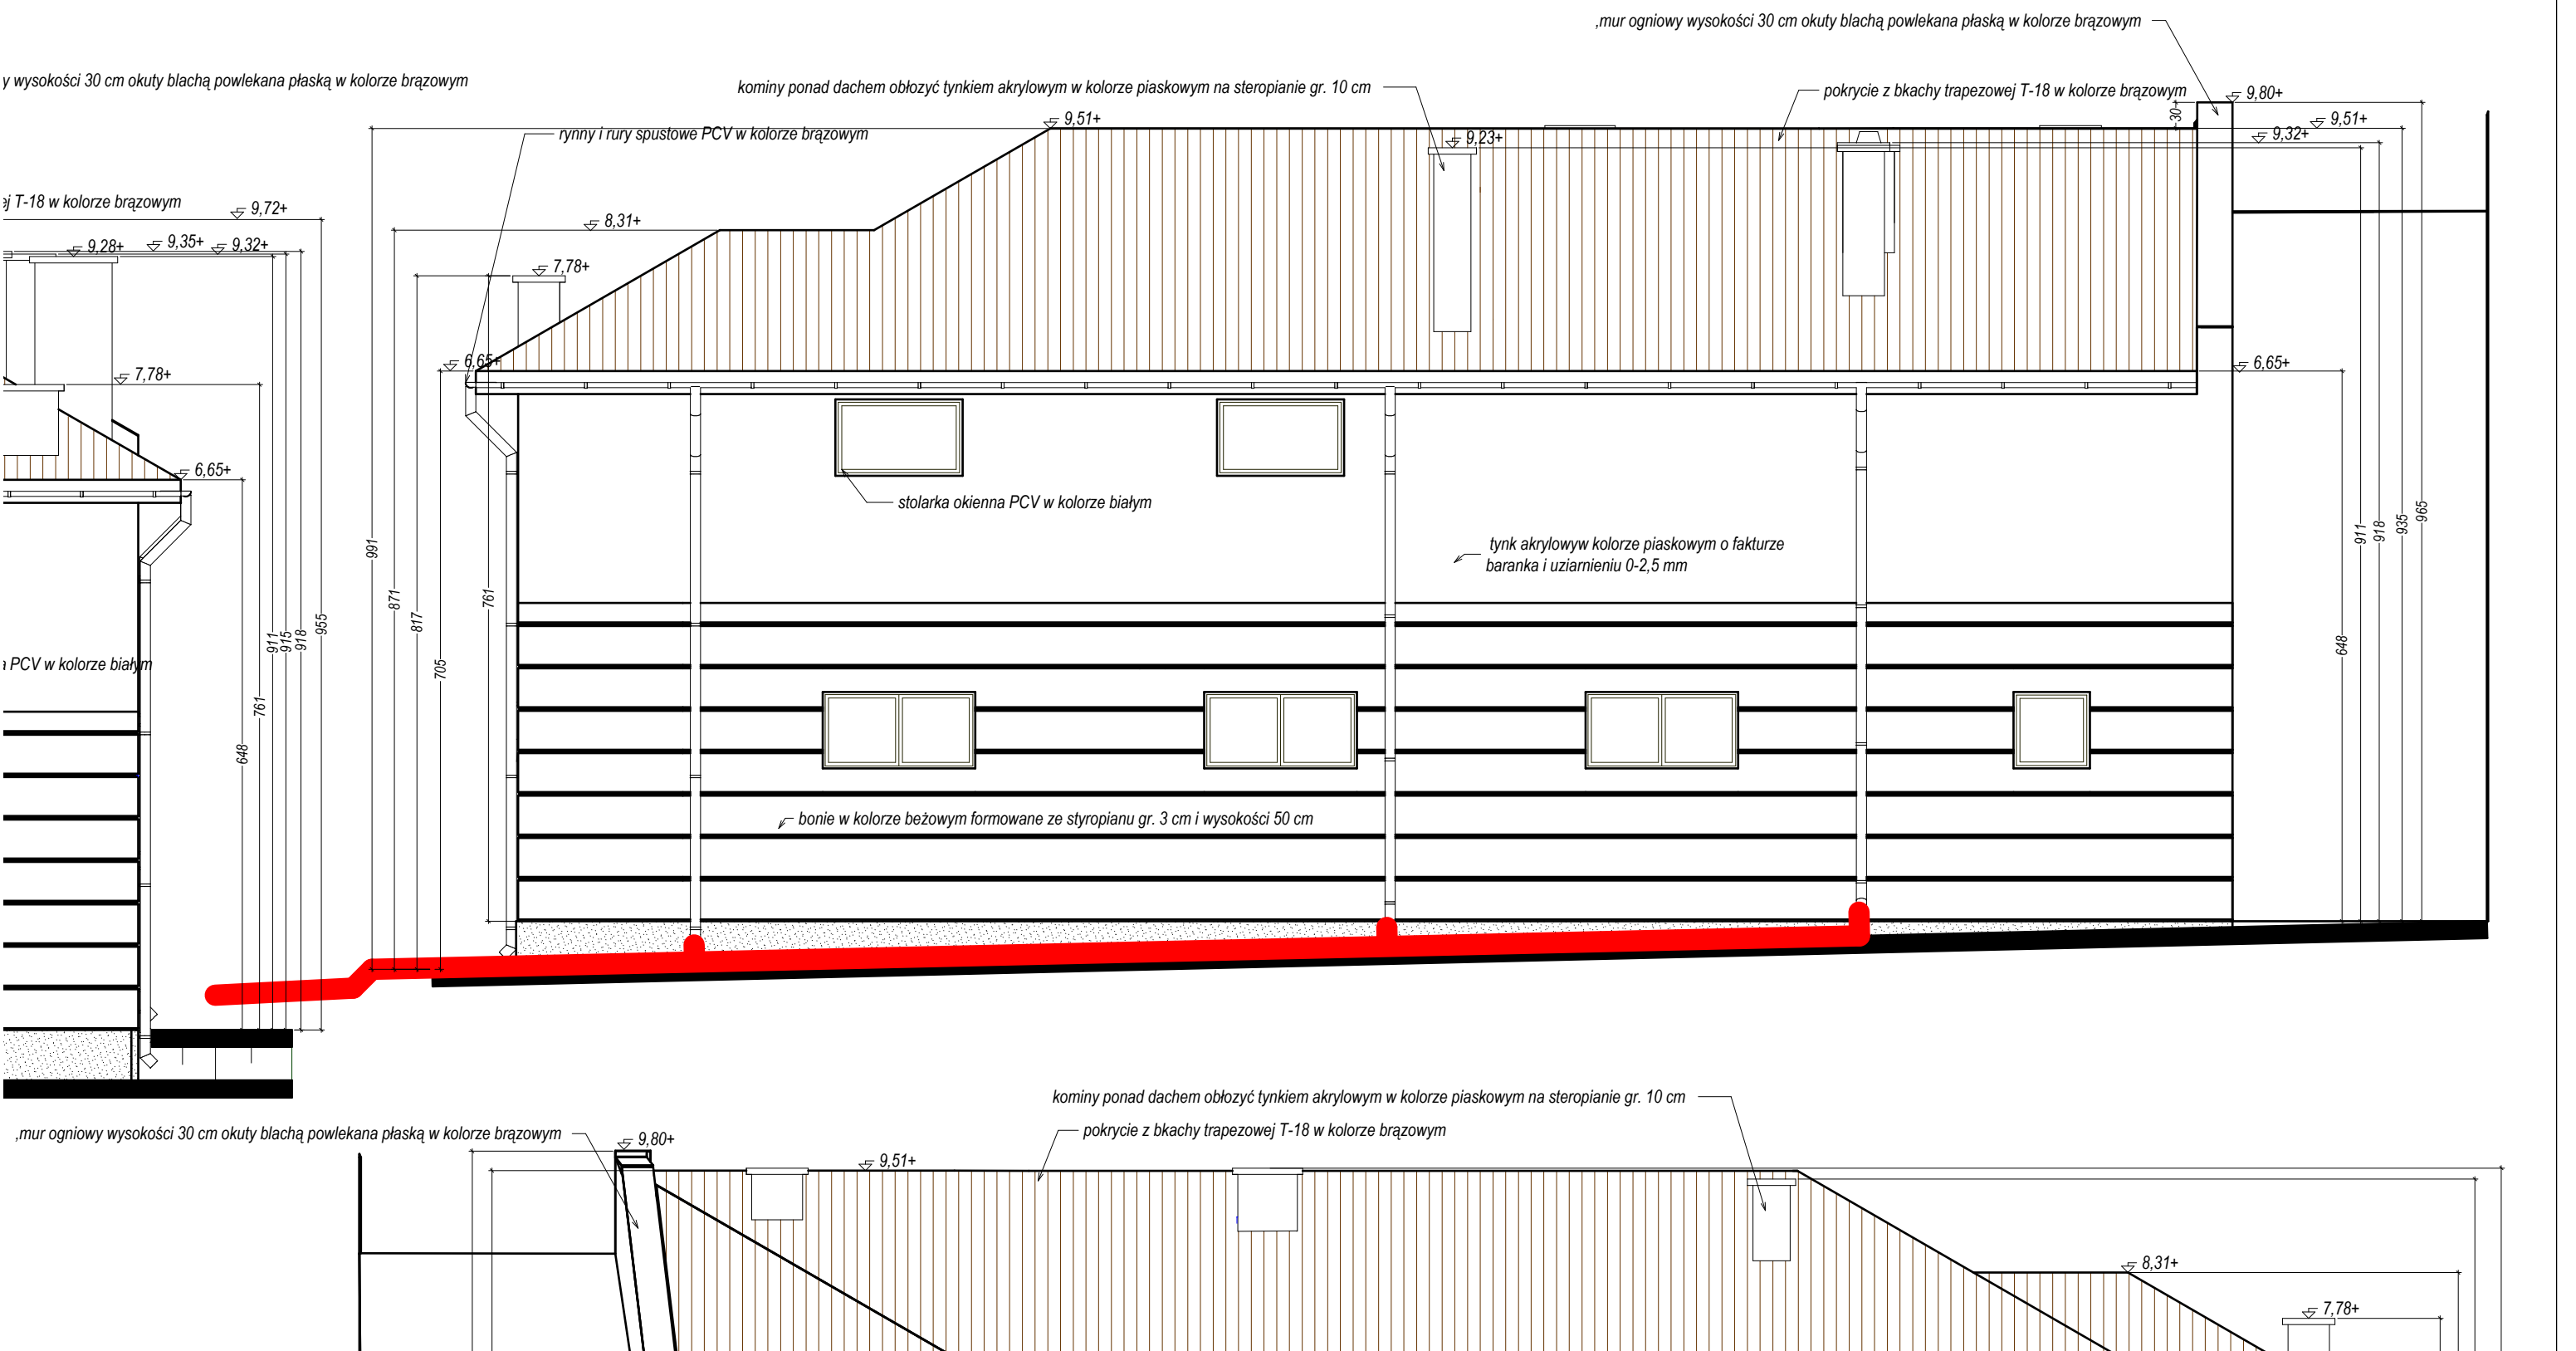 ,mur ogniowy wysokości 30 cm okuty blachą powlekana płaską w kolorze brązowym
y wysokości 30 cm okuty blachą powlekana płaską w kolorze brązowym
kominy ponad dachem obłozyć tynkiem akrylowym w kolorze piaskowym na steropianie gr. 10 cm
pokrycie z bkachy trapezowej T-18 w kolorze brązowym
9,80+
30
9,51+
9,51+
rynny i rury spustowe PCV w kolorze brązowym
9,23+
9,32+
ej T-18 w kolorze brązowym
9,72+
8,31+
9,28+
9,35+
9,32+
7,78+
6,65+
6,65+
7,78+
6,65+
stolarka okienna PCV w kolorze białym
tynk akrylowyw kolorze piaskowym o fakturze
baranka i uziarnieniu 0-2,5 mm
991
871
817
705
761
911
918
935
965
648
a PCV w kolorze białym
648
761
911
915
918
955
bonie w kolorze beżowym formowane ze styropianu gr. 3 cm i wysokości 50 cm
kominy ponad dachem obłozyć tynkiem akrylowym w kolorze piaskowym na steropianie gr. 10 cm
,mur ogniowy wysokości 30 cm okuty blachą powlekana płaską w kolorze brązowym
9,80+
pokrycie z bkachy trapezowej T-18 w kolorze brązowym
9,51+
8,31+
7,78+